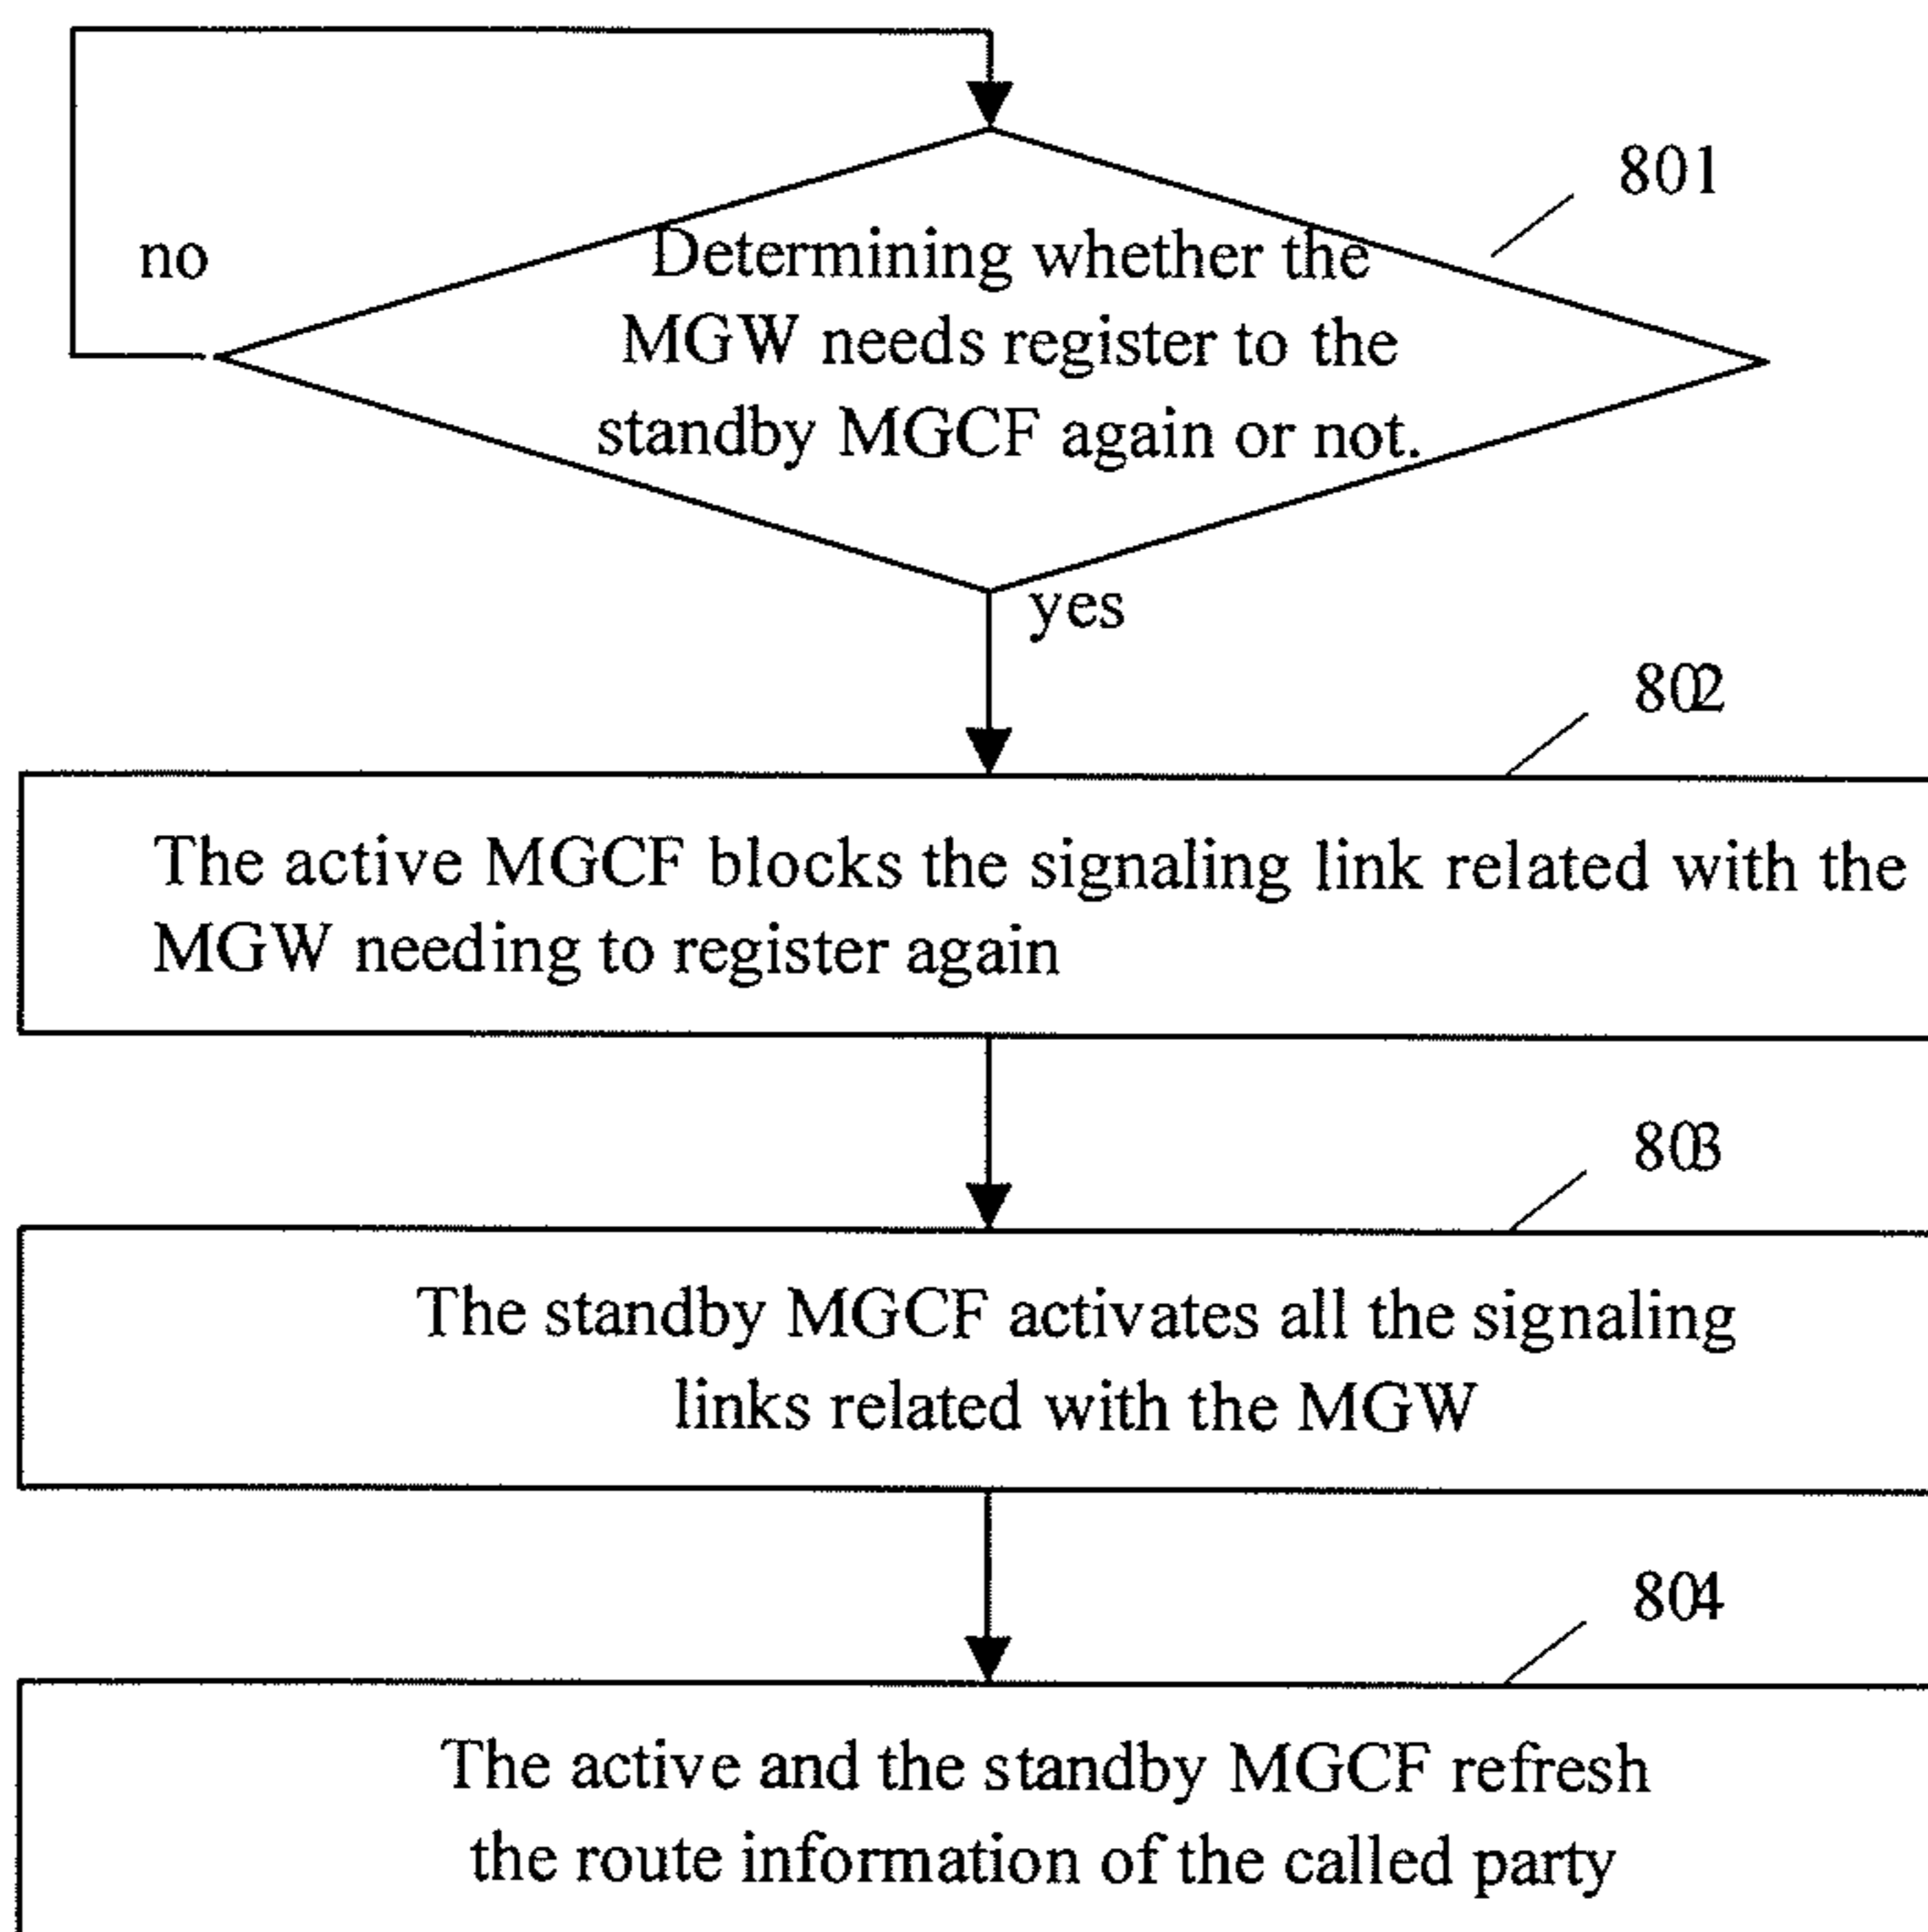 801
no
Determining whether the
MGW needs register to the
standby MGCF again or not.
yes
802
The active MGCF blocks the signaling link related with the
MGW needing to register again
803
The standby MGCF activates all the signaling
links related with the MGW
804
The active and the standby MGCF refresh
the route information of the called party